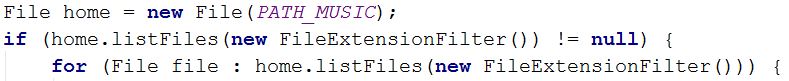 File home = new File(PATH_MUSIC);
if (home.listFiles(new FileExtensionFilter()) != null) {
for (File file : home.listFiles(new FileExtensionFilter())) {